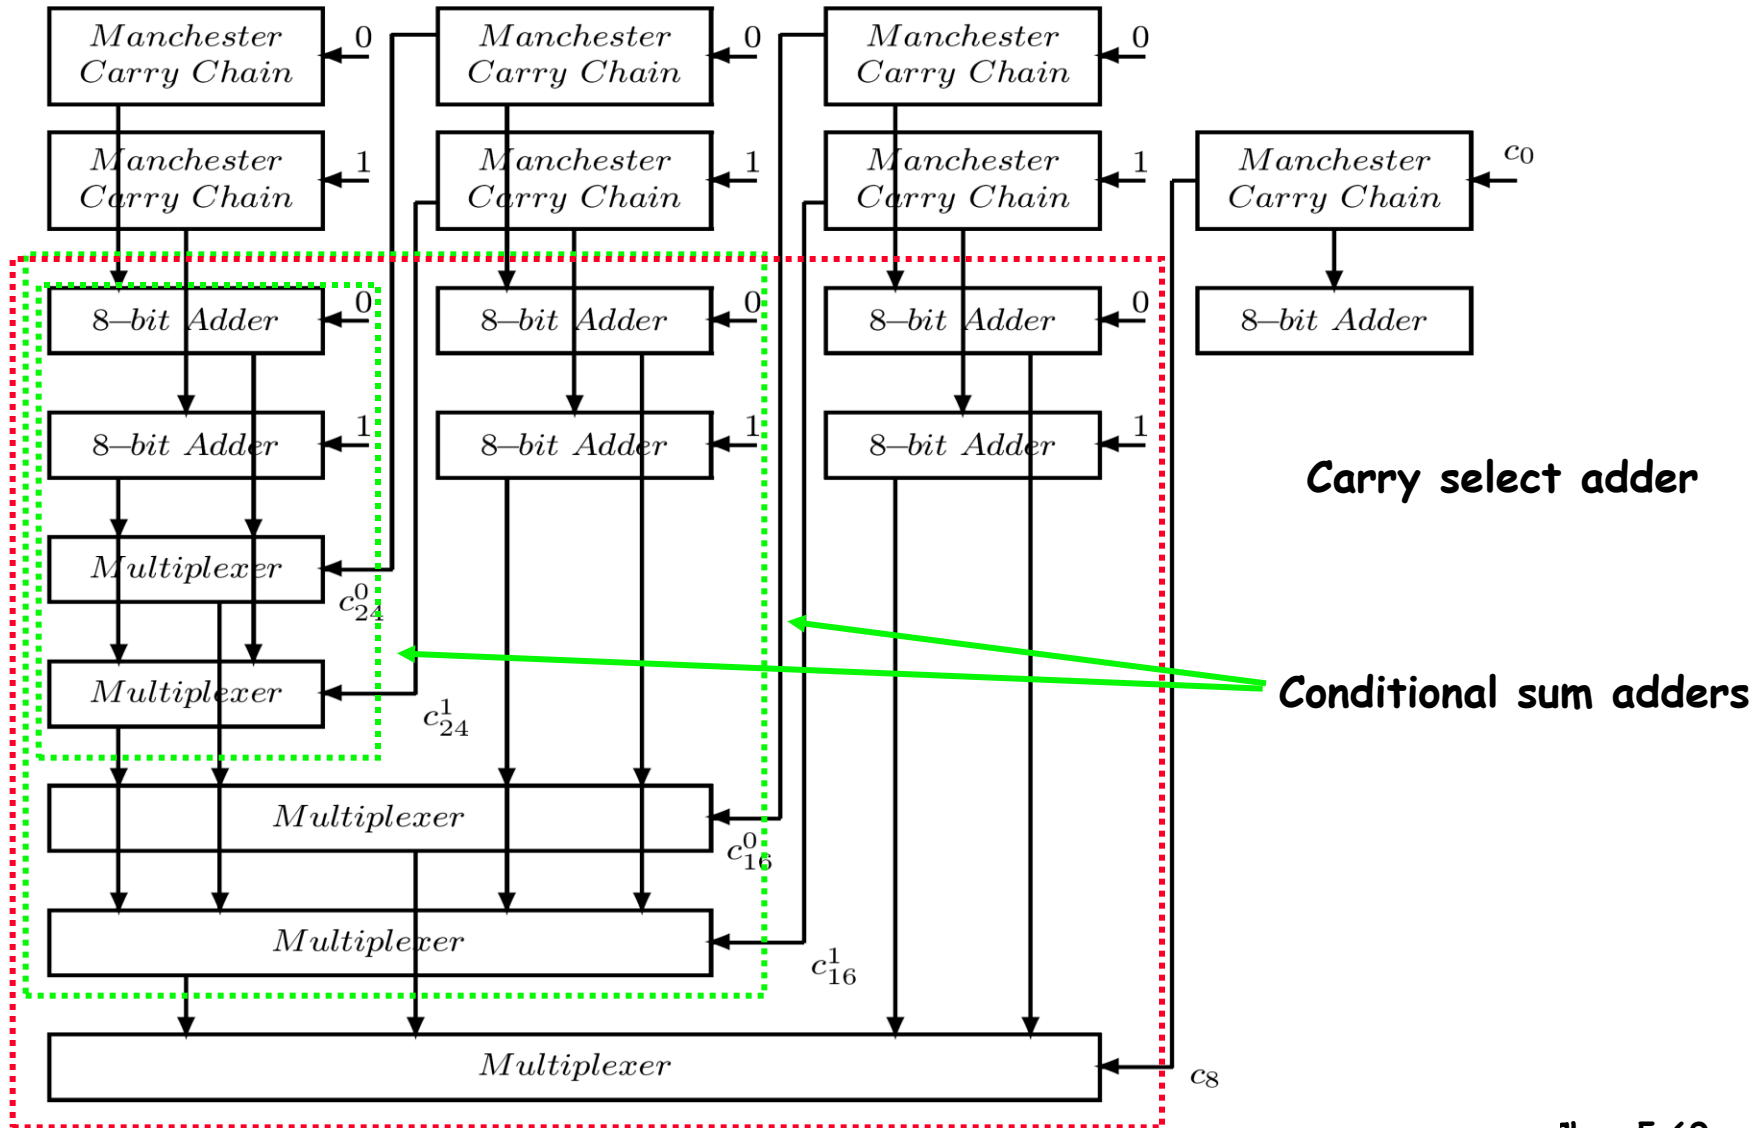 Manchester
Carry Chain
0
Manchester
Carry Chain
0
Manchester
Carry Chain
0
Manchester
Carry Chain
1
Manchester
Carry Chain
1
Manchester
Carry Chain
1
Manchester
Carry Chain
c₀
8–bit Adder
0
8–bit Adder
0
8–bit Adder
0
8–bit Adder
8–bit Adder
1
8–bit Adder
1
8–bit Adder
1
Carry select adder
Multiplexer
c⁰₂₄
Multiplexer
c¹₂₄
Conditional sum adders
Multiplexer
c⁰₁₆
Multiplexer
c¹₁₆
Multiplexer
c₈